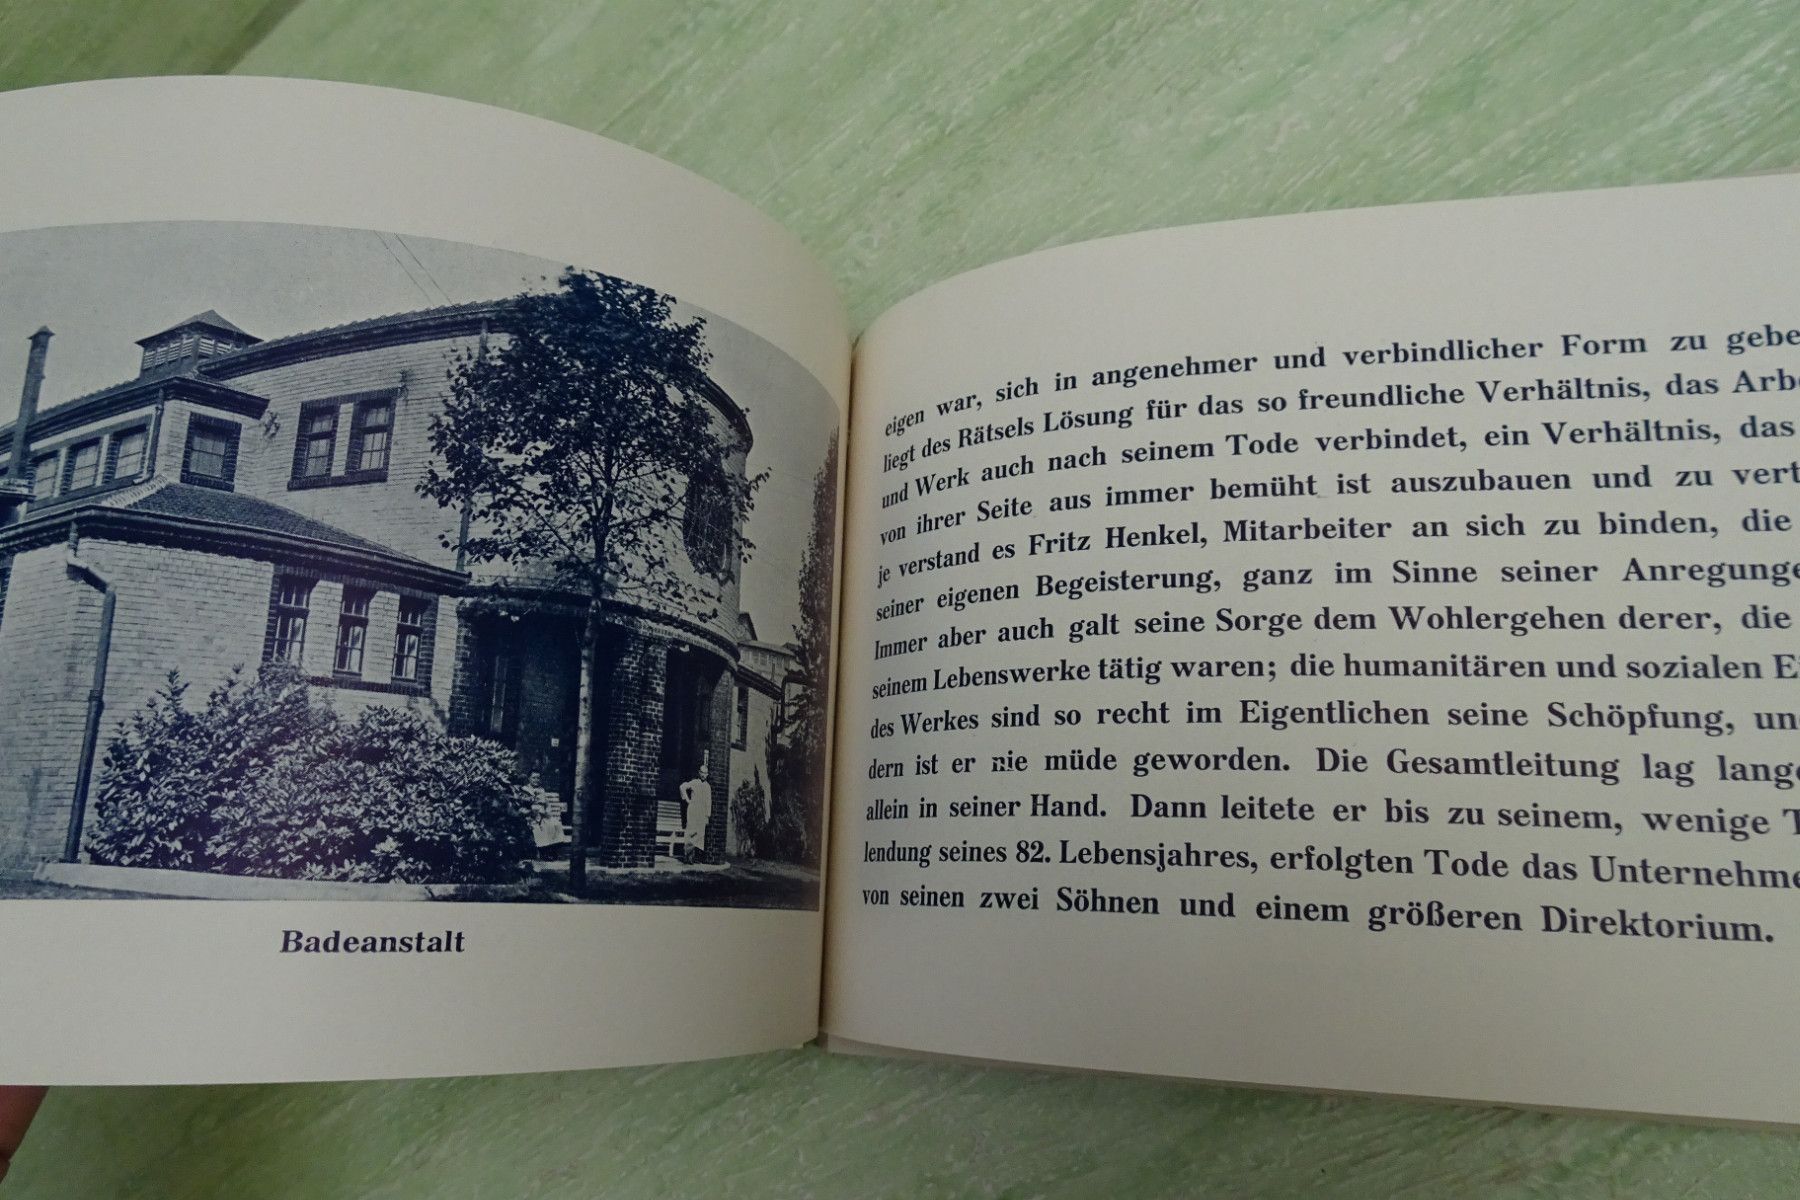 Badeanstalt
eigen war, sich in angenehmer und verbindlicher Form zu gebe
liegt des Rätsels Lösung für das so freundliche Verhältnis, das Arb
und Werk auch nach seinem Tode verbindet, ein Verhältnis, das
von ihrer Seite aus immer bemüht ist auszubauen und zu vert
je verstand es Fritz Henkel, Mitarbeiter an sich zu binden, die
seiner eigenen Begeisterung, ganz im Sinne seiner Anregunge
Immer aber auch galt seine Sorge dem Wohlergehen derer, die
seinem Lebenswerke tätig waren; die humanitären und sozialen E
des Werkes sind so recht im Eigentlichen seine Schöpfung, un
dern ist er nie müde geworden. Die Gesamtleitung lag lange
allein in seiner Hand. Dann leitete er bis zu seinem, wenige T
lendung seines 82. Lebensjahres, erfolgten Tode das Unternehme
von seinen zwei Söhnen und einem größeren Direktorium.